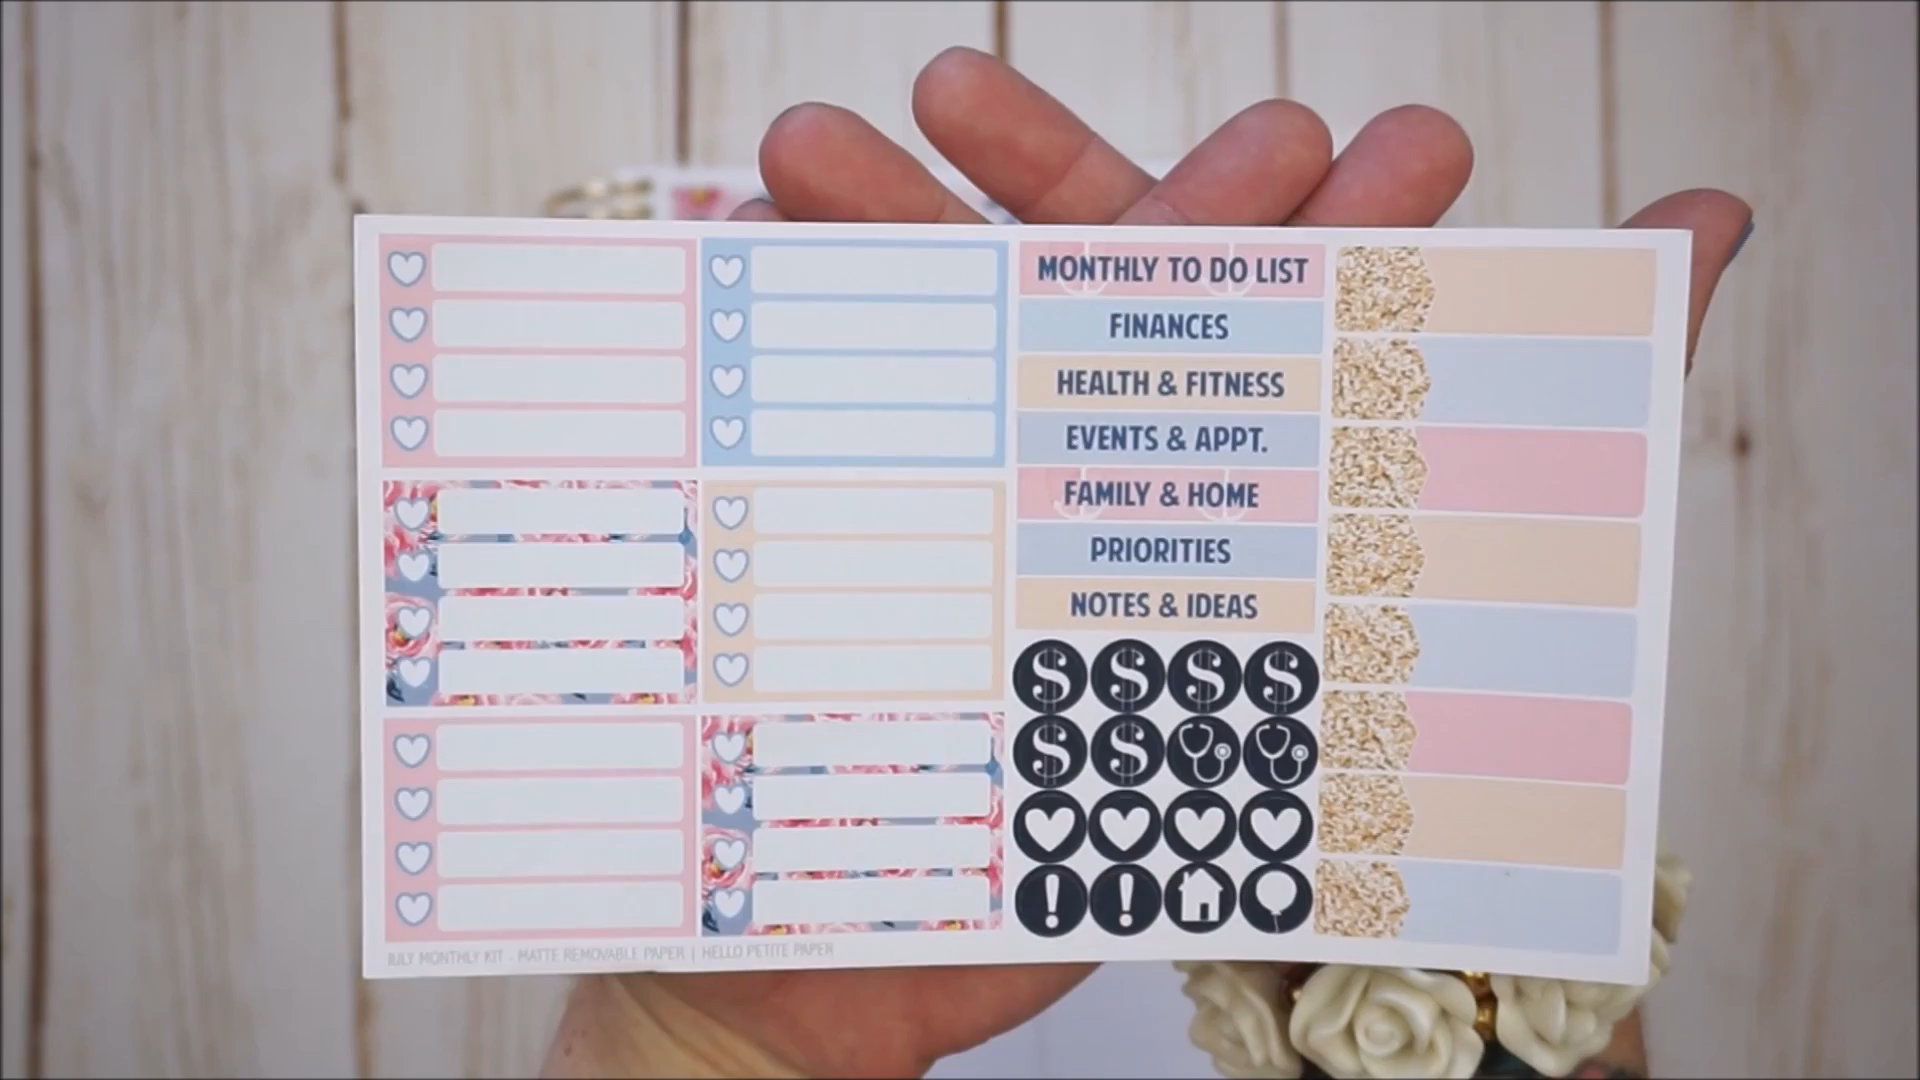 MONTHLY TO DO LIST
FINANCES
HEALTH & FITNESS
EVENTS & APPT.
FAMILY & HOME
PRIORITIES
NOTES & IDEAS
$ $ $ $
$ $
! !
JULY MONTHLY KIT - MATTE REMOVABLE PAPER | HELLO PETITE PAPER